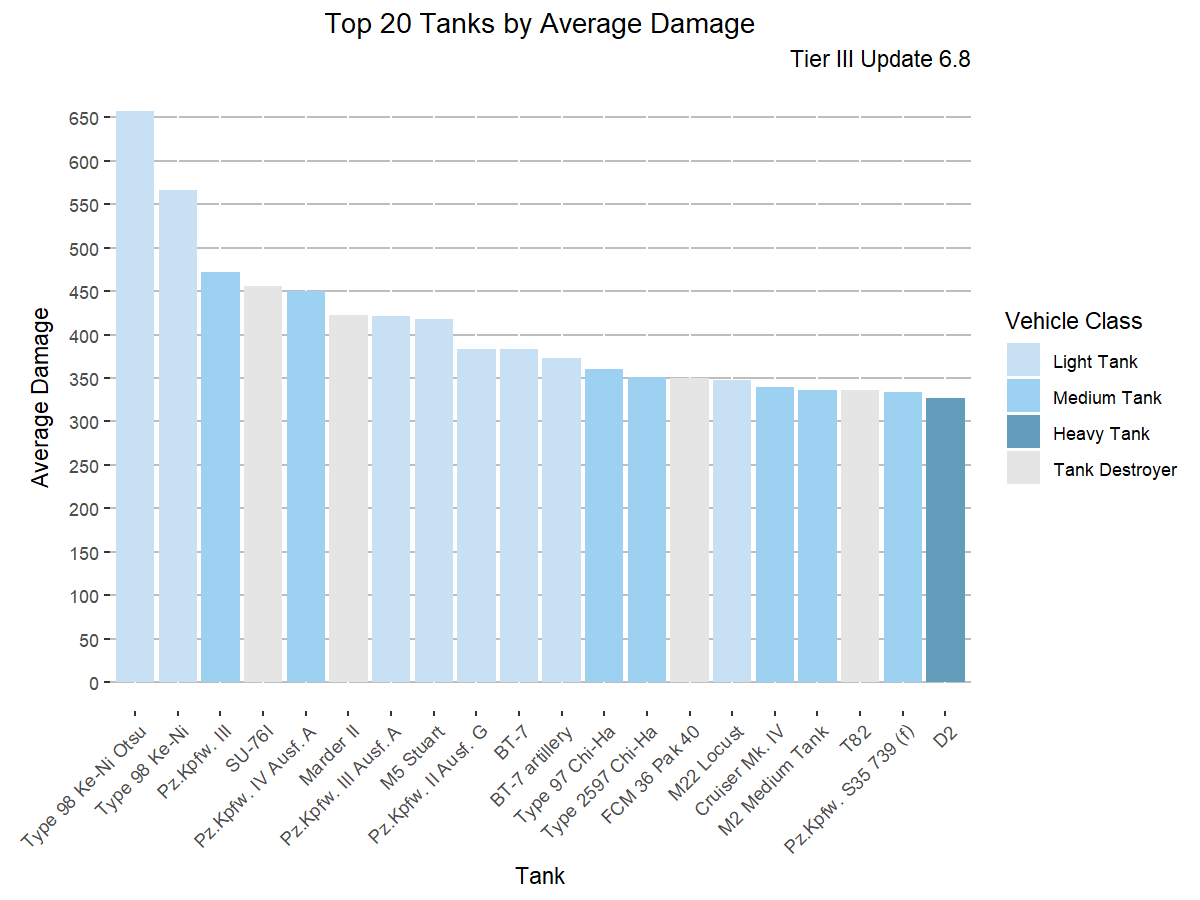 Top 20 Tanks by Average Damage
Tier III Update 6.8
Average Damage
650
600
550
500
450
400
350
300
250
200
150
100
50
0
Type 98 Ke-Ni Otsu
Type 98 Ke-Ni
Pz.Kpfw. III
SU-76I
Pz.Kpfw. IV Ausf. A
Marder II
Pz.Kpfw. III Ausf. A
M5 Stuart
Pz.Kpfw. II Ausf. G
BT-7
BT-7 artillery
Type 97 Chi-Ha
Type 2597 Chi-Ha
FCM 36 Pak 40
M22 Locust
Cruiser Mk. IV
M2 Medium Tank
T82
Pz.Kpfw. S35 739 (f)
D2
Tank
Vehicle Class
Light Tank
Medium Tank
Heavy Tank
Tank Destroyer